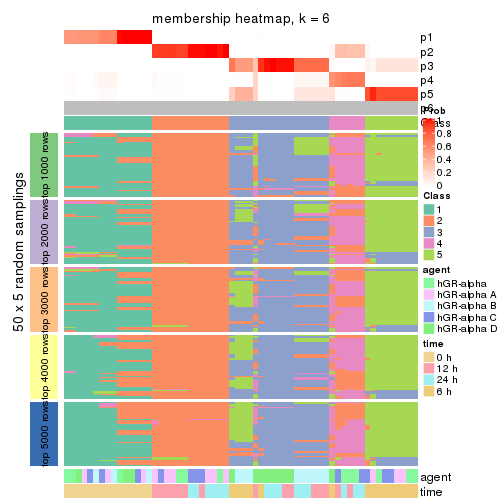 membership heatmap, k = 6
p1
p2
p3
p4
p5
p6
Class
Prob
1
0.8
0.6
0.4
0.2
0
Class
1
2
3
4
5
agent
hGR-alpha
hGR-alpha A
hGR-alpha B
hGR-alpha C
hGR-alpha D
time
0 h
12 h
24 h
6 h
50 x 5 random samplings
top 1000 rows
top 2000 rows
top 3000 rows
top 4000 rows
top 5000 rows
agent
time